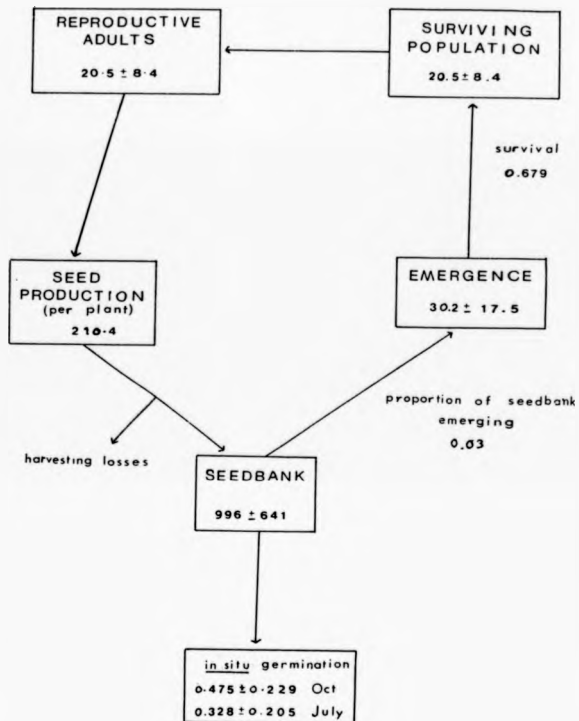 REPRODUCTIVE
ADULTS
20.5 ± 8.4
SURVIVING
POPULATION
20.5 ± 8.4
survival
0.679
SEED
PRODUCTION
(per plant)
210.4
EMERGENCE
30.2 ± 17.5
proportion of seedbank
emerging
0.03
harvesting losses
SEEDBANK
996 ± 641
in situ germination
0.475 ± 0.229 Oct
0.328 ± 0.205 July